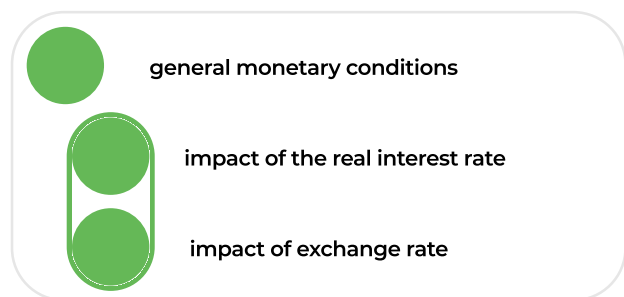 general monetary conditions
impact of the real interest rate
impact of exchange rate